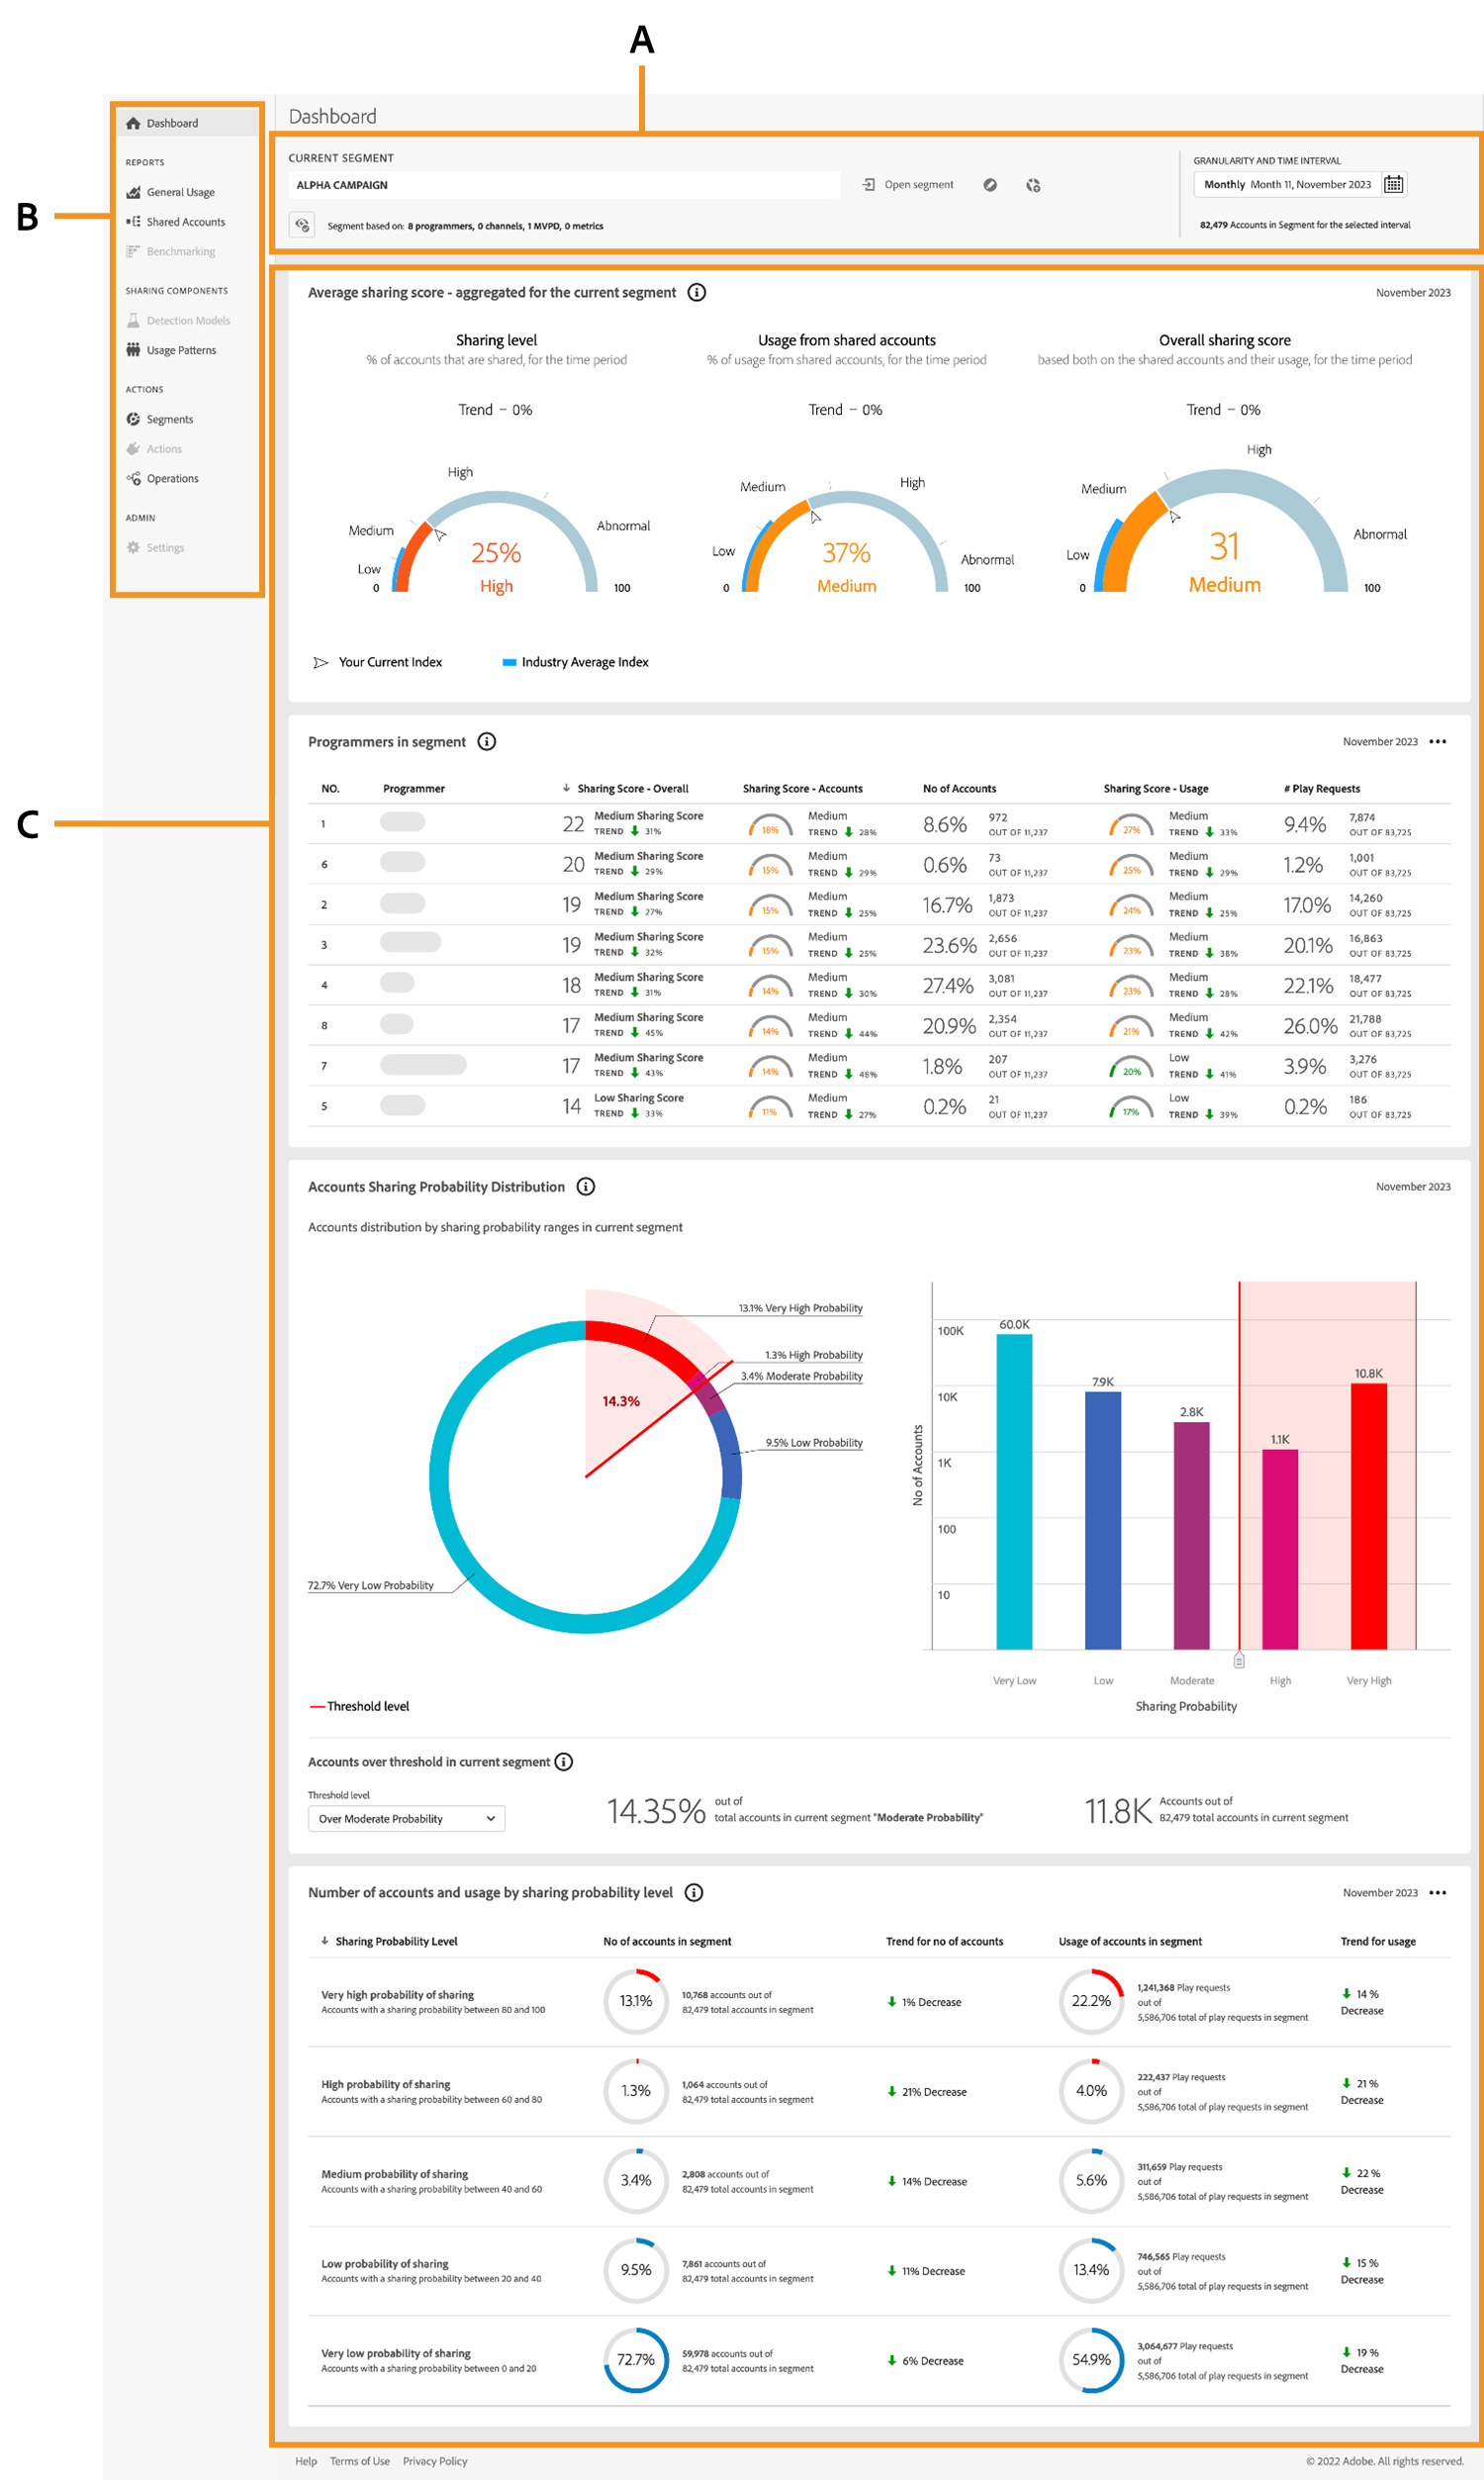 A
B
C
Dashboard
REPORTS
General Usage
Shared Accounts
Benchmarking
SHARING COMPONENTS
Detection Models
Usage Patterns
ACTIONS
Segments
Actions
Operations
ADMIN
Settings
Dashboard
CURRENT SEGMENT
ALPHA CAMPAIGN
Open segment
Segment based on: 8 programmers, 0 channels, 1 MVPD, 0 metrics
GRANULARITY AND TIME INTERVAL
Monthly Month 11, November 2023
82,479 Accounts in Segment for the selected interval
Average sharing score - aggregated for the current segment
November 2023
Sharing level
% of accounts that are shared, for the time period
Trend – 0%
High
Medium
Abnormal
Low
25%
High
0
100
Usage from shared accounts
% of usage from shared accounts, for the time period
Trend – 0%
Medium
High
Low
Abnormal
37%
Medium
0
100
Overall sharing score
based both on the shared accounts and their usage, for the time period
Trend – 0%
High
Medium
Abnormal
Low
31
Medium
0
100
Your Current Index
Industry Average Index
Programmers in segment
November 2023
NO. Programmer Sharing Score - Overall Sharing Score - Accounts No of Accounts Sharing Score - Usage # Play Requests
1 22 Medium Sharing Score 18% Medium 8.6% 972 27% Medium 9.4% 7,874
TREND 31% TREND 28% OUT OF 11,237 TREND 33% OUT OF 83,725
6 20 Medium Sharing Score 15% Medium 0.6% 73 25% Medium 1.2% 1,001
TREND 29% TREND 29% OUT OF 11,237 TREND 29% OUT OF 83,725
2 19 Medium Sharing Score 15% Medium 16.7% 1,873 24% Medium 17.0% 14,260
TREND 27% TREND 25% OUT OF 11,237 TREND 25% OUT OF 83,725
3 19 Medium Sharing Score 15% Medium 23.6% 2,656 23% Medium 20.1% 16,863
TREND 32% TREND 25% OUT OF 11,237 TREND 38% OUT OF 83,725
4 18 Medium Sharing Score 14% Medium 27.4% 3,081 23% Medium 22.1% 18,477
TREND 31% TREND 30% OUT OF 11,237 TREND 28% OUT OF 83,725
8 17 Medium Sharing Score 14% Medium 20.9% 2,354 21% Medium 26.0% 21,788
TREND 45% TREND 44% OUT OF 11,237 TREND 42% OUT OF 83,725
7 17 Medium Sharing Score 14% Medium 1.8% 207 20% Low 3.9% 3,276
TREND 43% TREND 48% OUT OF 11,237 TREND 41% OUT OF 83,725
5 14 Low Sharing Score 11% Medium 0.2% 21 17% Low 0.2% 186
TREND 33% TREND 27% OUT OF 11,237 TREND 39% OUT OF 83,725
Accounts Sharing Probability Distribution
November 2023
Accounts distribution by sharing probability ranges in current segment
13.1% Very High Probability
1.3% High Probability
3.4% Moderate Probability
14.3%
9.5% Low Probability
72.7% Very Low Probability
Threshold level
No of Accounts
100K
10K
1K
100
10
60.0K
7.9K
2.8K
1.1K
10.8K
Very Low
Low
Moderate
High
Very High
Sharing Probability
Accounts over threshold in current segment
Threshold level
Over Moderate Probability
14.35% out of
total accounts in current segment "Moderate Probability"
11.8K Accounts out of
82,479 total accounts in current segment
Number of accounts and usage by sharing probability level
November 2023
Sharing Probability Level No of accounts in segment Trend for no of accounts Usage of accounts in segment Trend for usage
Very high probability of sharing
Accounts with a sharing probability between 80 and 100
13.1%
10,768 accounts out of
82,479 total accounts in segment
1% Decrease
22.2%
1,241,368 Play requests
out of
5,586,706 total of play requests in segment
14 %
Decrease
High probability of sharing
Accounts with a sharing probability between 60 and 80
1.3%
1,064 accounts out of
82,479 total accounts in segment
21% Decrease
4.0%
222,437 Play requests
out of
5,586,706 total of play requests in segment
21 %
Decrease
Medium probability of sharing
Accounts with a sharing probability between 40 and 60
3.4%
2,808 accounts out of
82,479 total accounts in segment
14% Decrease
5.6%
311,659 Play requests
out of
5,586,706 total of play requests in segment
22 %
Decrease
Low probability of sharing
Accounts with a sharing probability between 20 and 40
9.5%
7,861 accounts out of
82,479 total accounts in segment
11% Decrease
13.4%
746,565 Play requests
out of
5,586,706 total of play requests in segment
15 %
Decrease
Very low probability of sharing
Accounts with a sharing probability between 0 and 20
72.7%
59,978 accounts out of
82,479 total accounts in segment
6% Decrease
54.9%
3,064,677 Play requests
out of
5,586,706 total of play requests in segment
19 %
Decrease
Help Terms of Use Privacy Policy
© 2022 Adobe. All rights reserved.